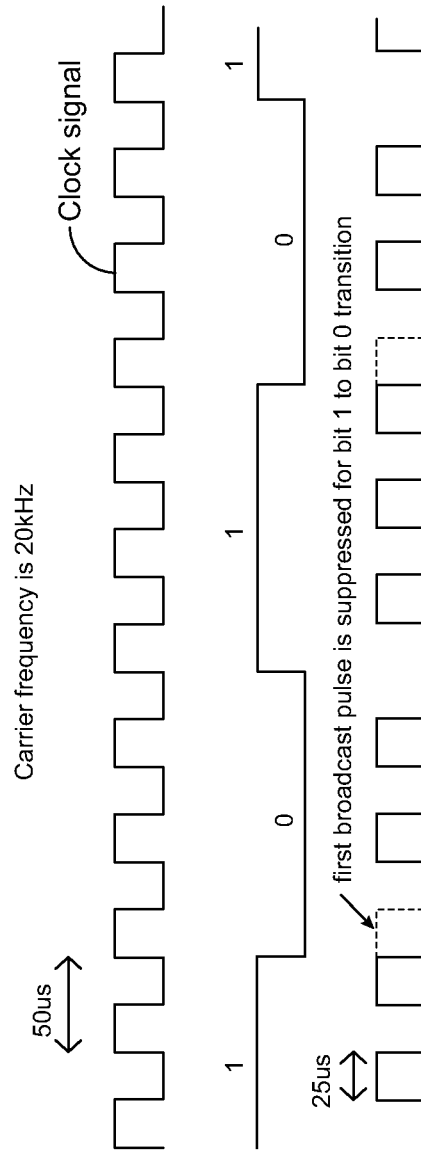 Carrier frequency is 20kHz
50us
Clock signal
1
0
1
0
1
first broadcast pulse is suppressed for bit 1 to bit 0 transition
25us